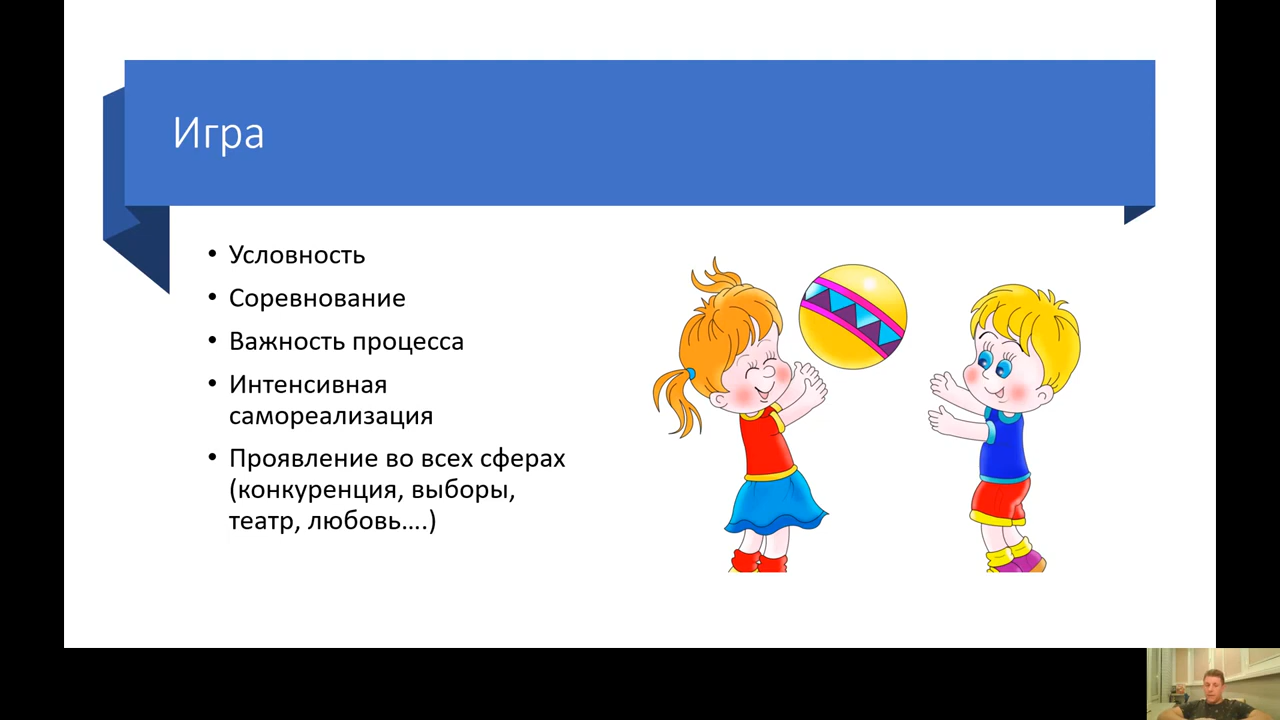 Игра
• Условность
• Соревнование
• Важность процесса
• Интенсивная
самореализация
• Проявление во всех сферах
(конкуренция, выборы,
театр, любовь….)